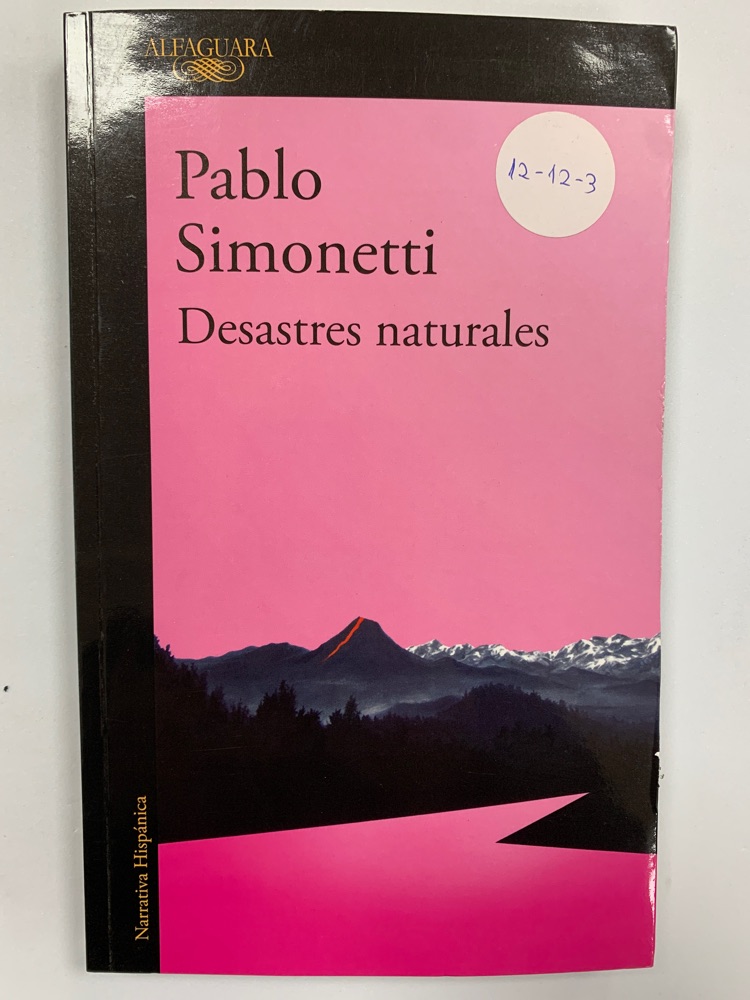 ALFAGUARA
Pablo
Simonetti
Desastres naturales
12-12-3
Narrativa Hispánica